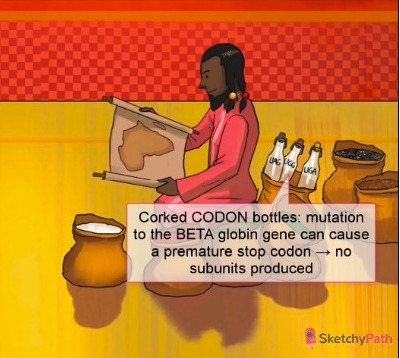 UAG UGG UGA
Corked CODON bottles: mutation
to the BETA globin gene can cause
a premature stop codon → no
subunits produced
SketchyPath